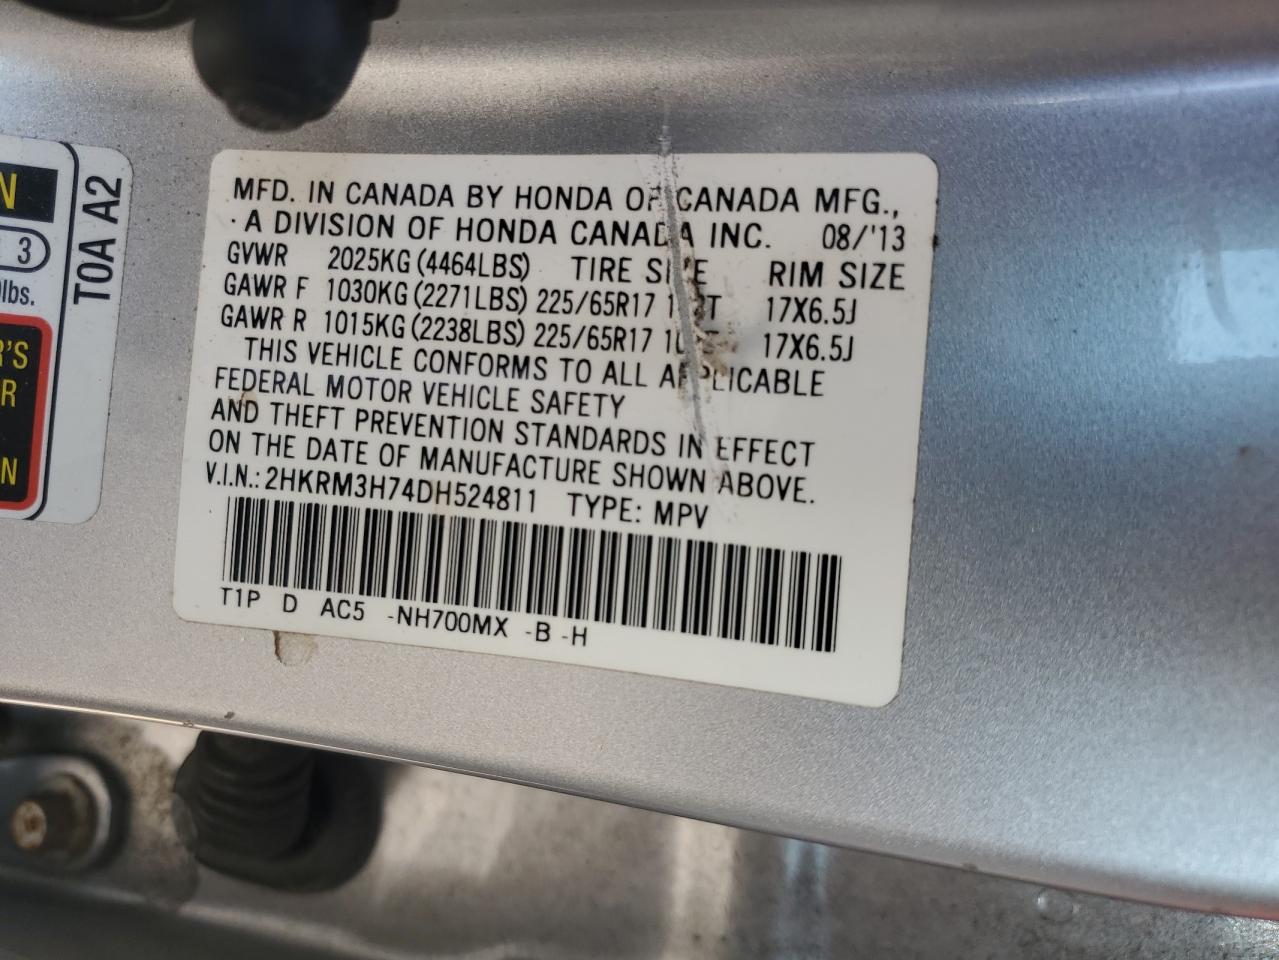 MFD. IN CANADA BY HONDA OF CANADA MFG.,
A DIVISION OF HONDA CANADA INC. 08/'13
GVWR 2025KG (4464LBS) TIRE SIZE RIM SIZE
GAWR F 1030KG (2271LBS) 225/65R17 17X6.5J
GAWR R 1015KG (2238LBS) 225/65R17 17X6.5J
THIS VEHICLE CONFORMS TO ALL APPLICABLE
FEDERAL MOTOR VEHICLE SAFETY
AND THEFT PREVENTION STANDARDS IN EFFECT
ON THE DATE OF MANUFACTURE SHOWN ABOVE.
V.I.N.: 2HKRM3H74DH524811 TYPE: MPV
T1P D AC5 -NH700MX -B -H
T0A A2
N
3
lbs.
R'S
R
N